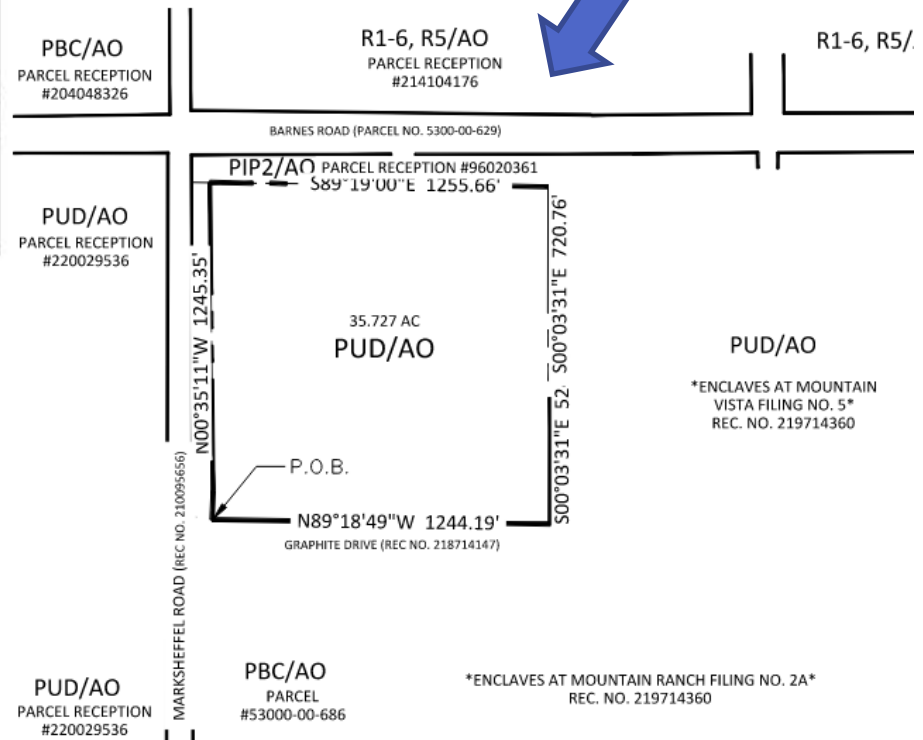 PBC/AO
PARCEL RECEPTION
#204048326
R1-6, R5/AO
PARCEL RECEPTION
#214104176
R1-6, R5/
BARNES ROAD (PARCEL NO. 5300-00-629)
PIP2/AO PARCEL RECEPTION #96020361
S89°19'00"E 1255.66'
PUD/AO
PARCEL RECEPTION
#220029536
N00°35'11"W 1245.35'
35.727 AC
PUD/AO
S00°03'31"E 720.76'
S00°03'31"E 52
PUD/AO
*ENCLAVES AT MOUNTAIN
VISTA FILING NO. 5*
REC. NO. 219714360
P.O.B.
N89°18'49"W 1244.19'
GRAPHITE DRIVE (REC NO. 218714147)
MARKSHEFFEL ROAD (REC NO. 210095656)
PUD/AO
PARCEL RECEPTION
#220029536
PBC/AO
PARCEL
#53000-00-686
*ENCLAVES AT MOUNTAIN RANCH FILING NO. 2A*
REC. NO. 219714360